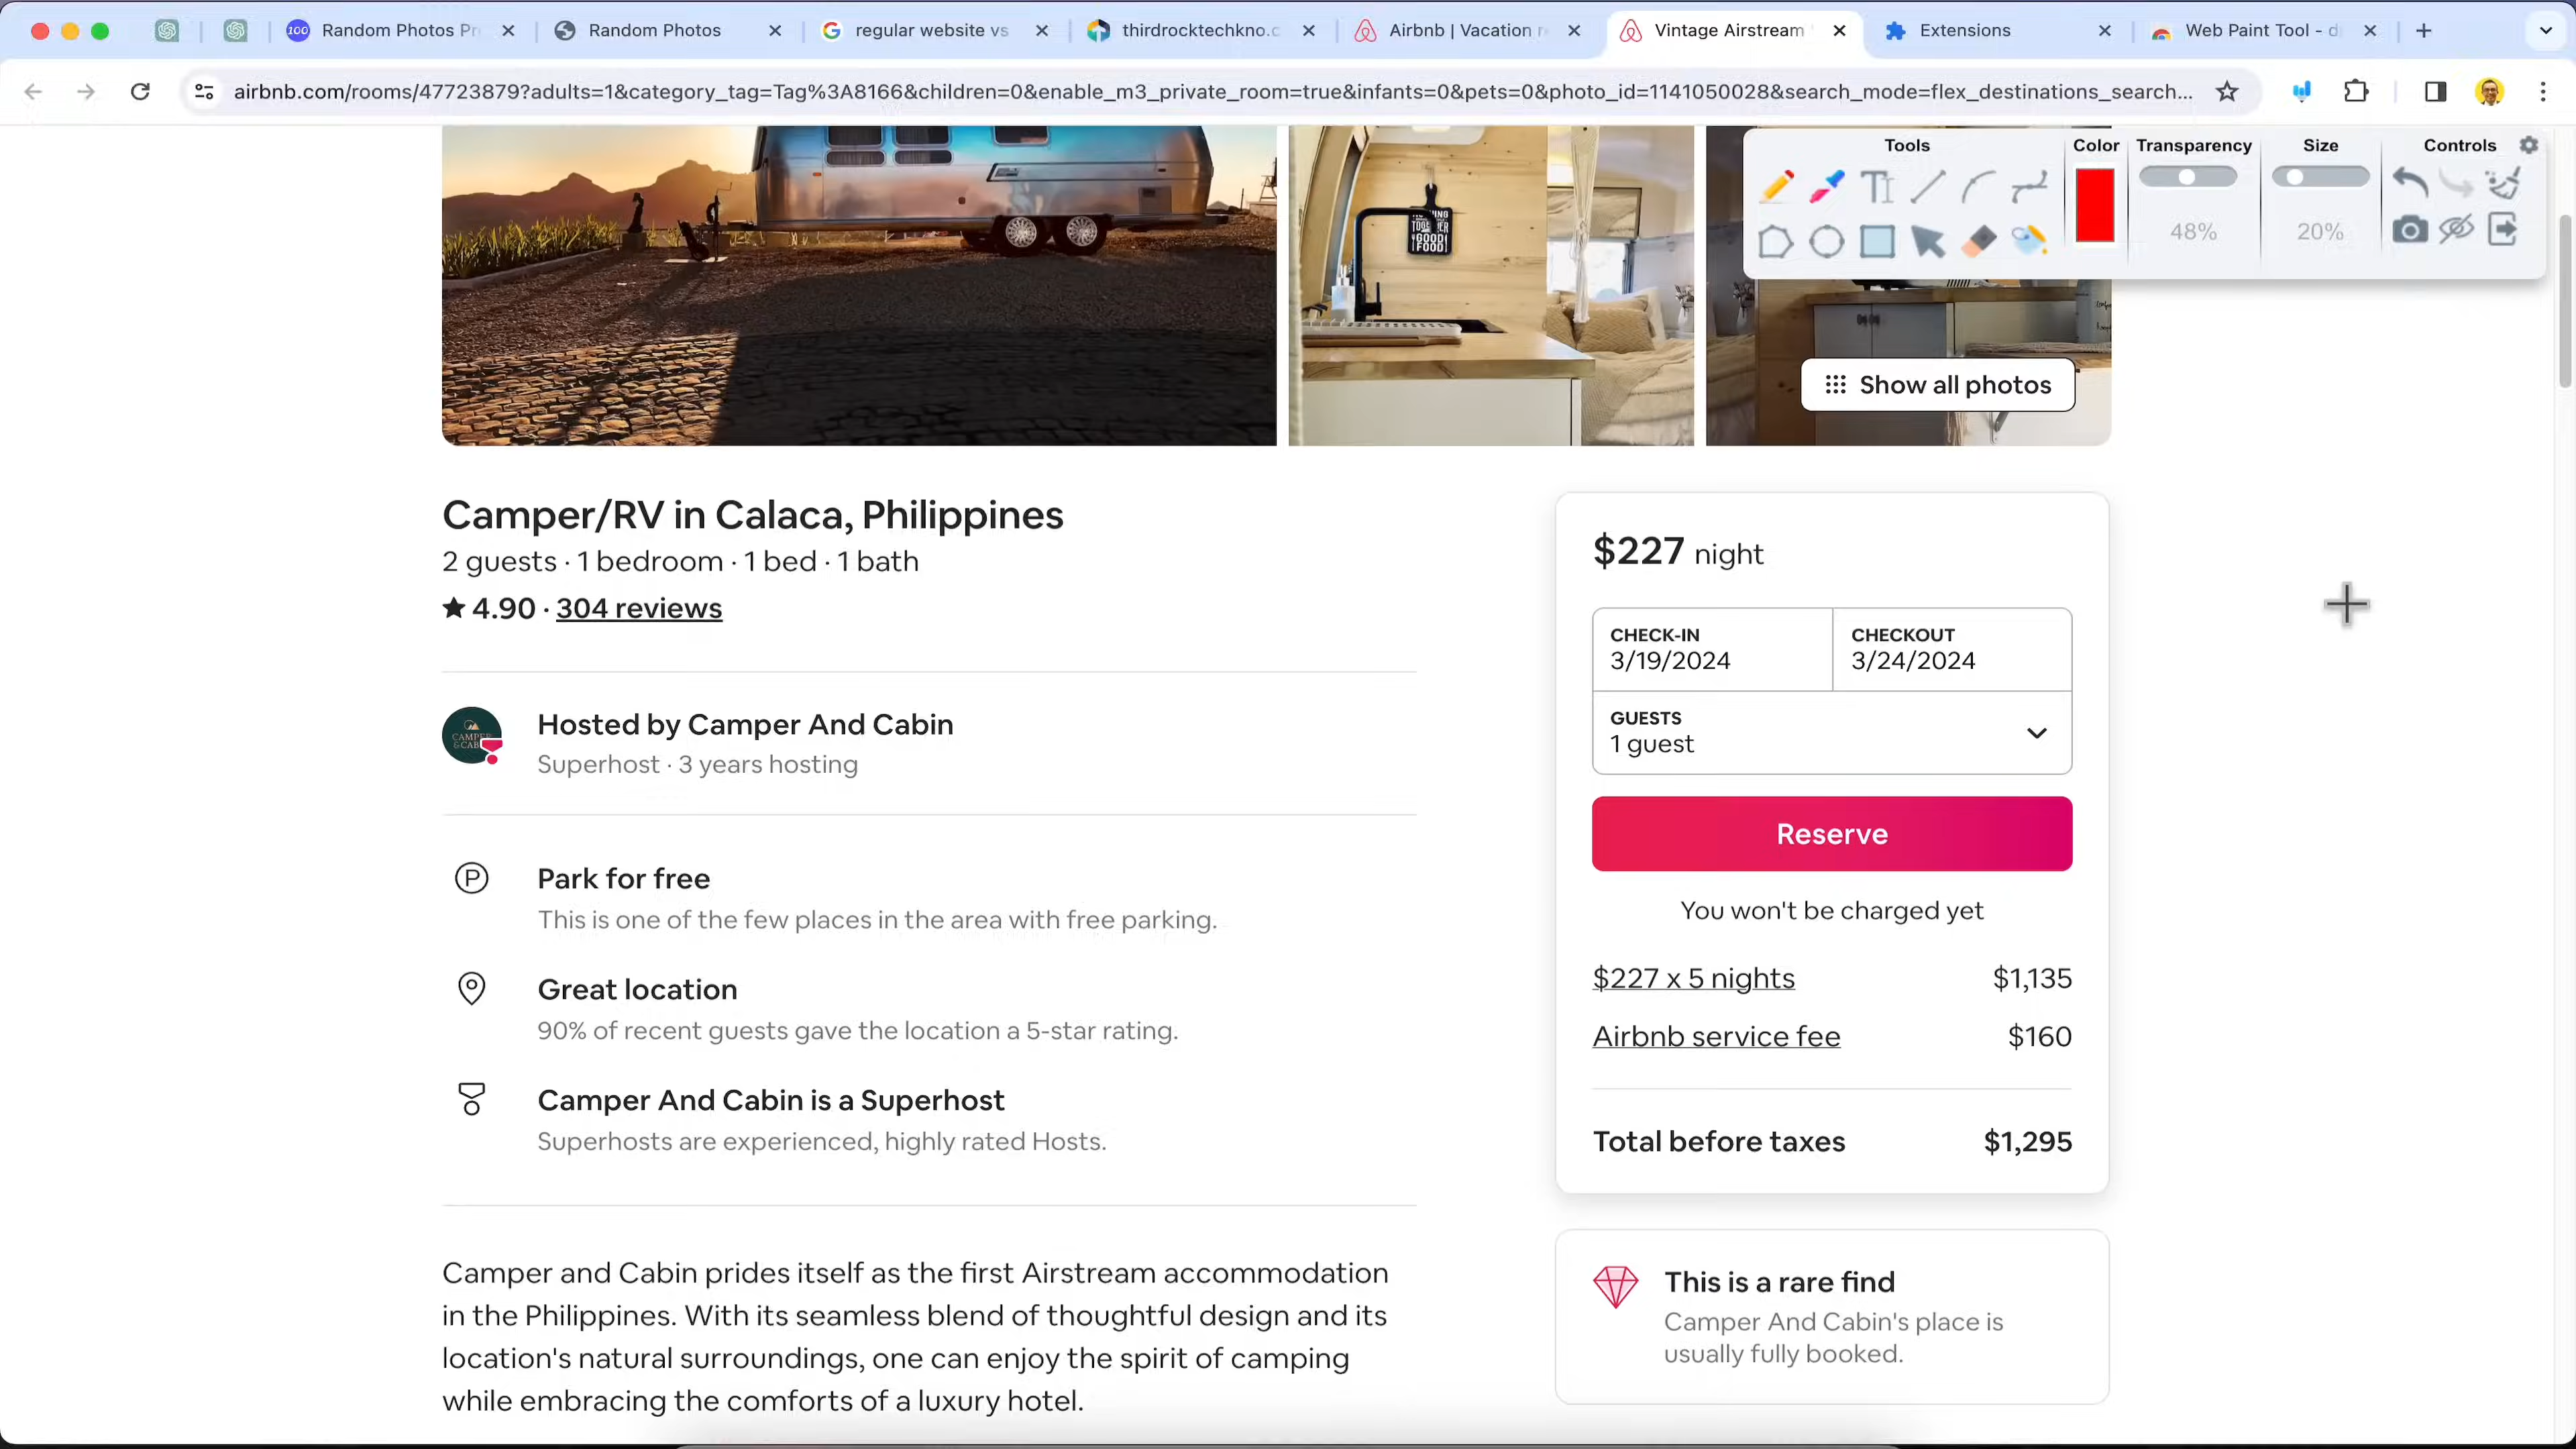 Random Photos Pr
Random Photos
regular website vs
thirdrocktechkno.c
Airbnb | Vacation r
Vintage Airstream
Extensions
Web Paint Tool - d
airbnb.com/rooms/47723879?adults=1&category_tag=Tag%3A8166&children=0&enable_m3_private_room=true&infants=0&pets=0&photo_id=1141050028&search_mode=flex_destinations_search...
Tools
Color
Transparency
Size
Controls
48%
20%
GOOD
FOOD
Show all photos
Camper/RV in Calaca, Philippines
2 guests · 1 bedroom · 1 bed · 1 bath
4.90 · 304 reviews
Hosted by Camper And Cabin
Superhost · 3 years hosting
Park for free
This is one of the few places in the area with free parking.
Great location
90% of recent guests gave the location a 5-star rating.
Camper And Cabin is a Superhost
Superhosts are experienced, highly rated Hosts.
Camper and Cabin prides itself as the first Airstream accommodation
in the Philippines. With its seamless blend of thoughtful design and its
location's natural surroundings, one can enjoy the spirit of camping
while embracing the comforts of a luxury hotel.
$227 night
CHECK-IN
3/19/2024
CHECKOUT
3/24/2024
GUESTS
1 guest
Reserve
You won't be charged yet
$227 x 5 nights $1,135
Airbnb service fee $160
Total before taxes $1,295
This is a rare find
Camper And Cabin's place is
usually fully booked.